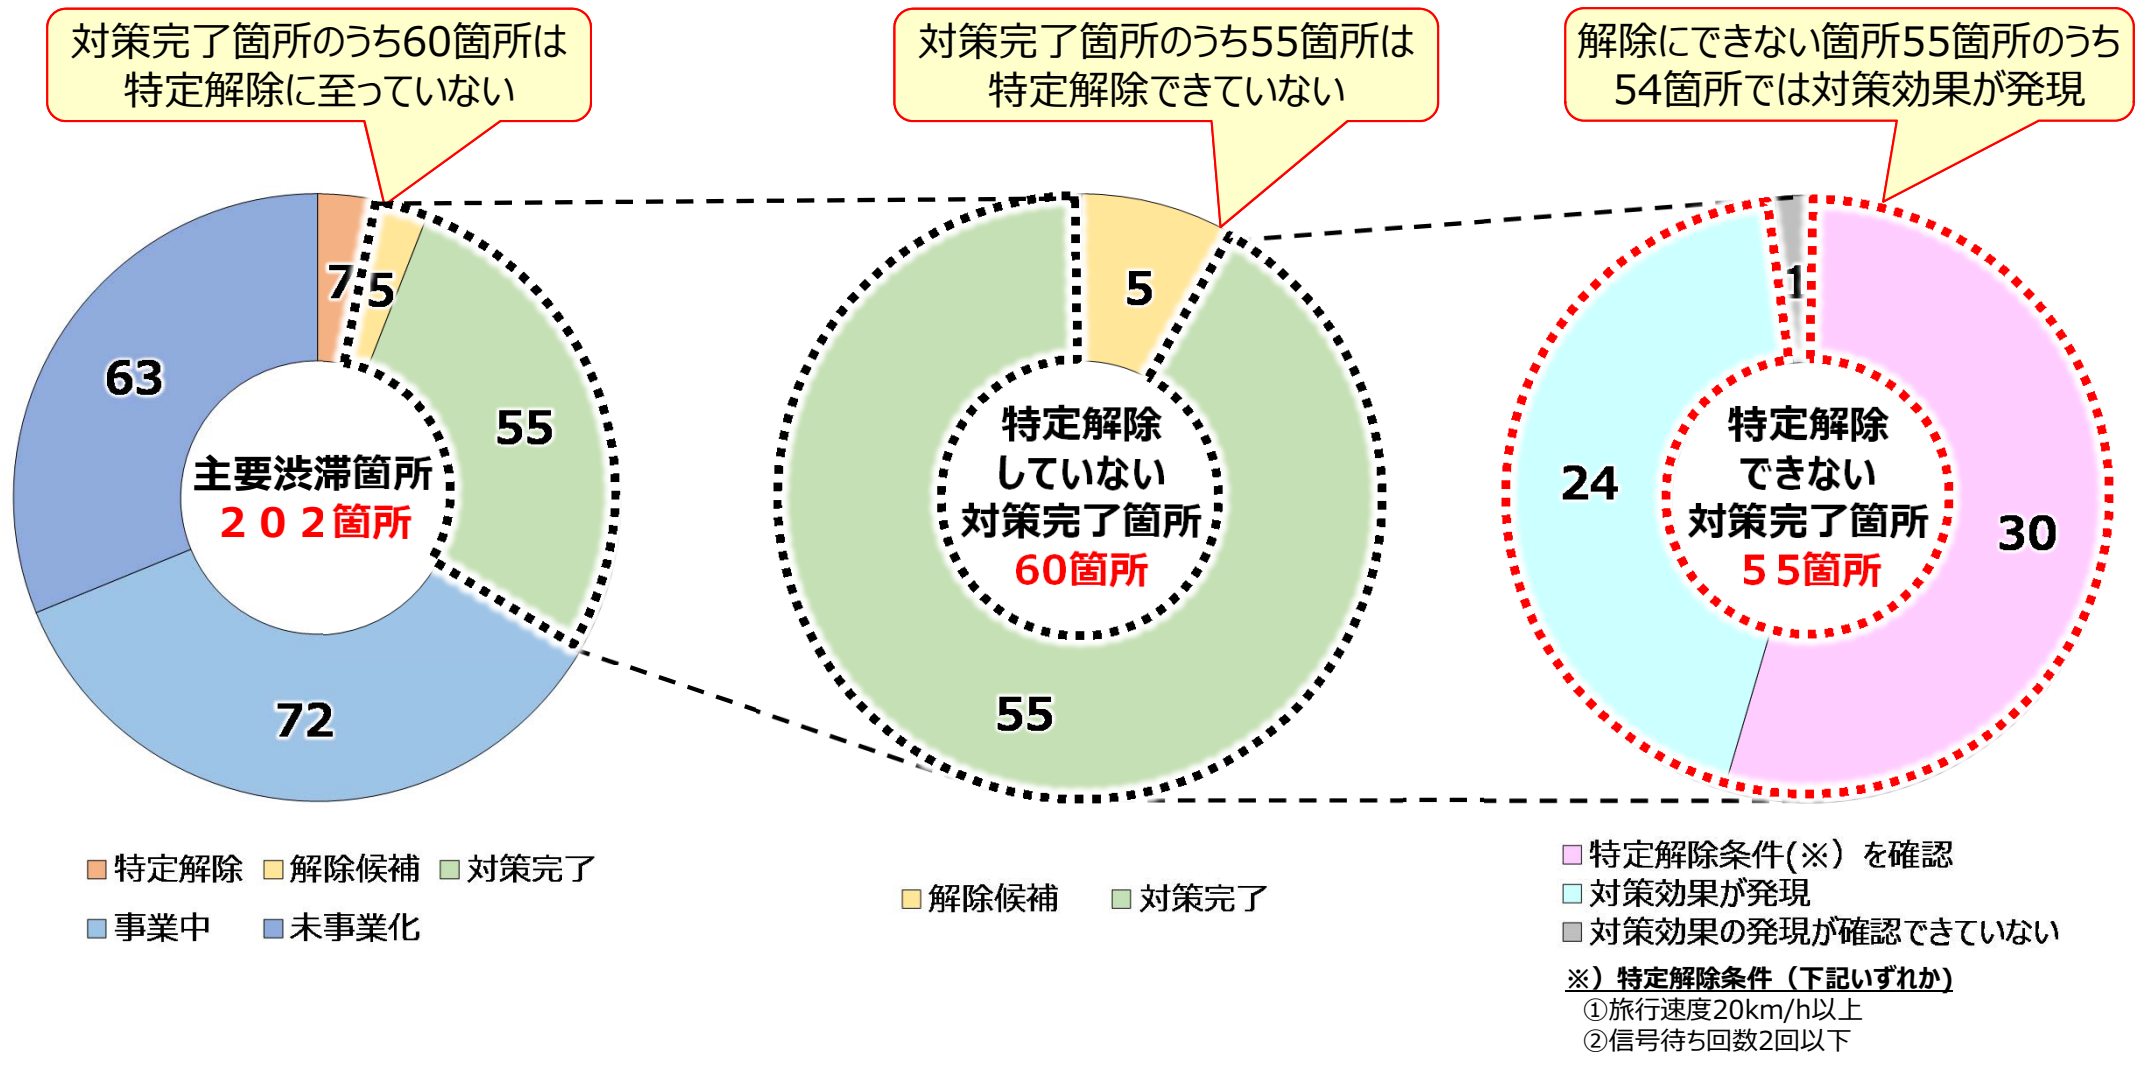 対策完了箇所のうち60箇所は
特定解除に至っていない
対策完了箇所のうち55箇所は
特定解除できていない
解除にできない箇所55箇所のうち
54箇所では対策効果が発現
7
5
55
72
63
主要渋滞箇所
２０２箇所
5
55
特定解除
していない
対策完了箇所
60箇所
1
30
24
特定解除
できない
対策完了箇所
５５箇所
特定解除
解除候補
対策完了
事業中
未事業化
解除候補
対策完了
特定解除条件(※）を確認
対策効果が発現
対策効果の発現が確認できていない
※）特定解除条件（下記いずれか)
①旅行速度20km/h以上
②信号待ち回数2回以下